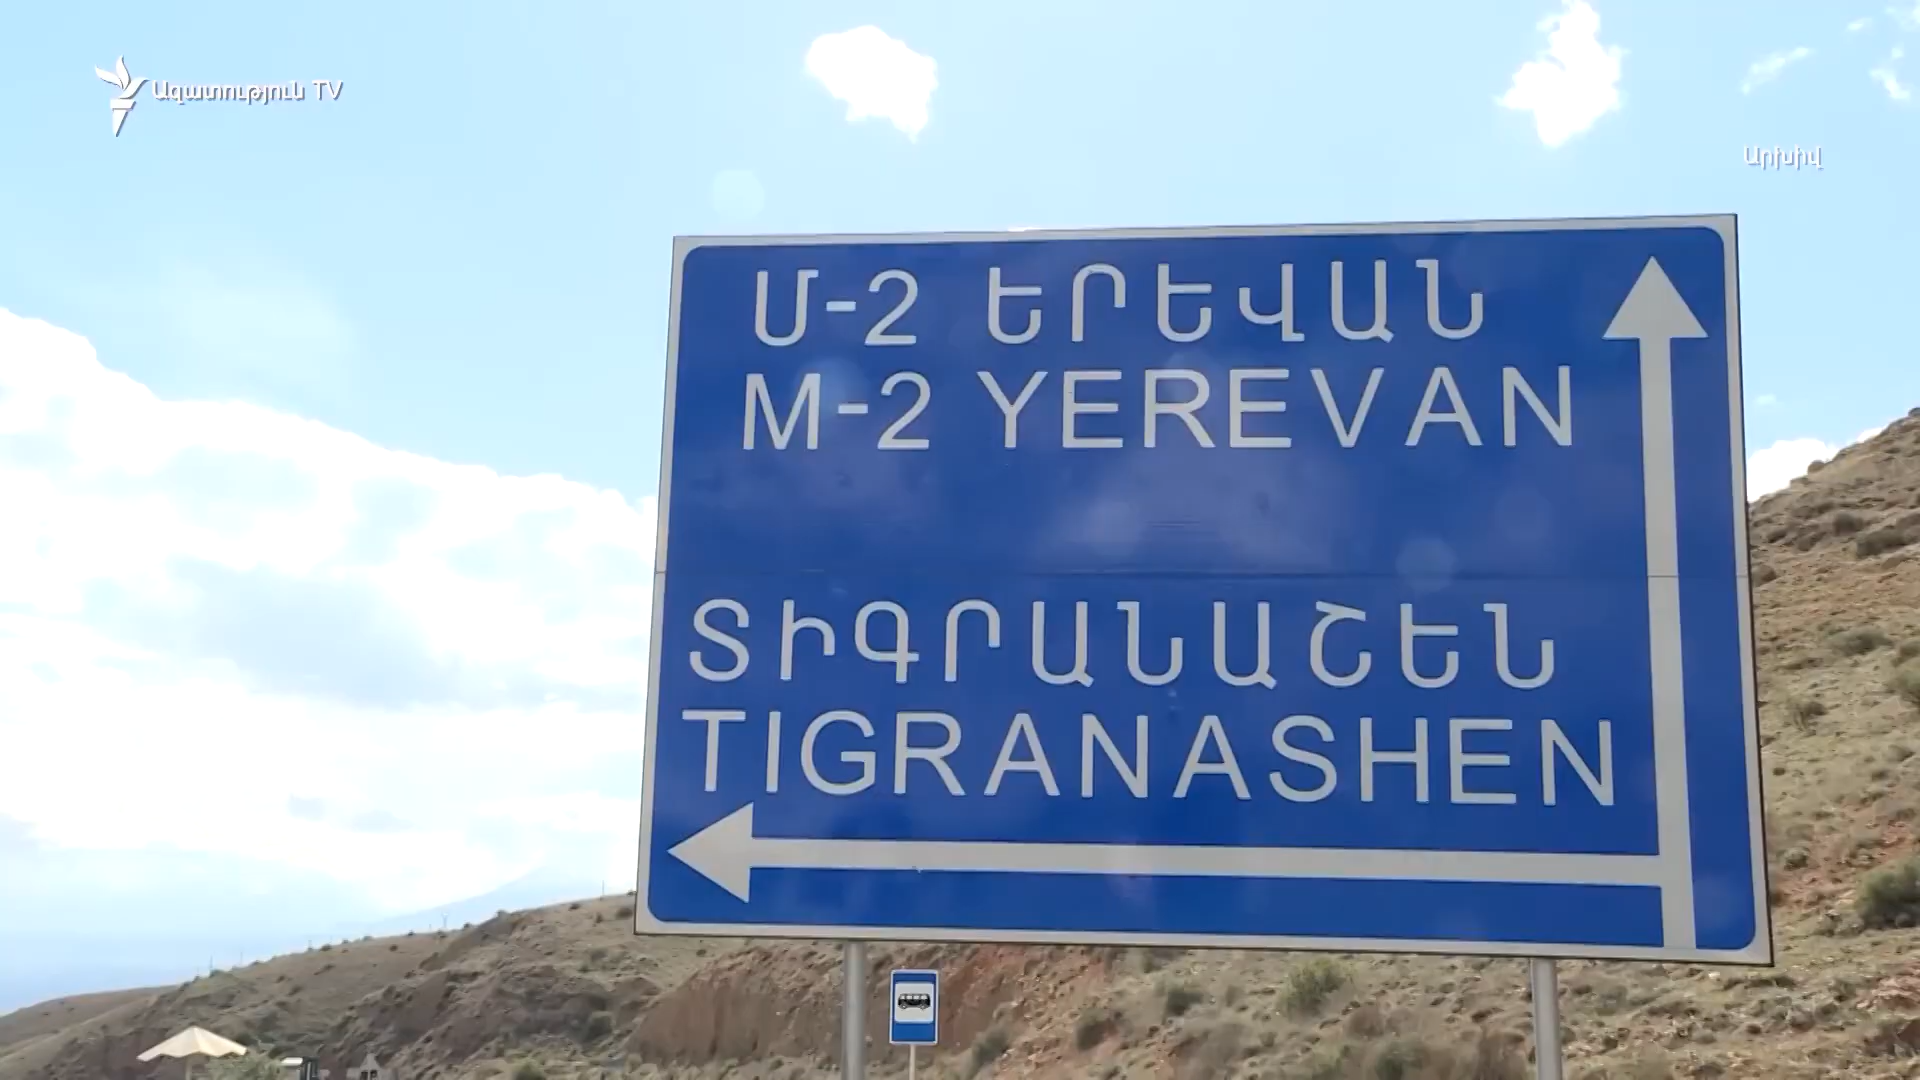 Ազատություն TV
Արխիվ
Մ-2 ԵՐԵՎԱՆ
M-2 YEREVAN
ՏԻԳՐԱՆԱՇԵՆ
TIGRANASHEN